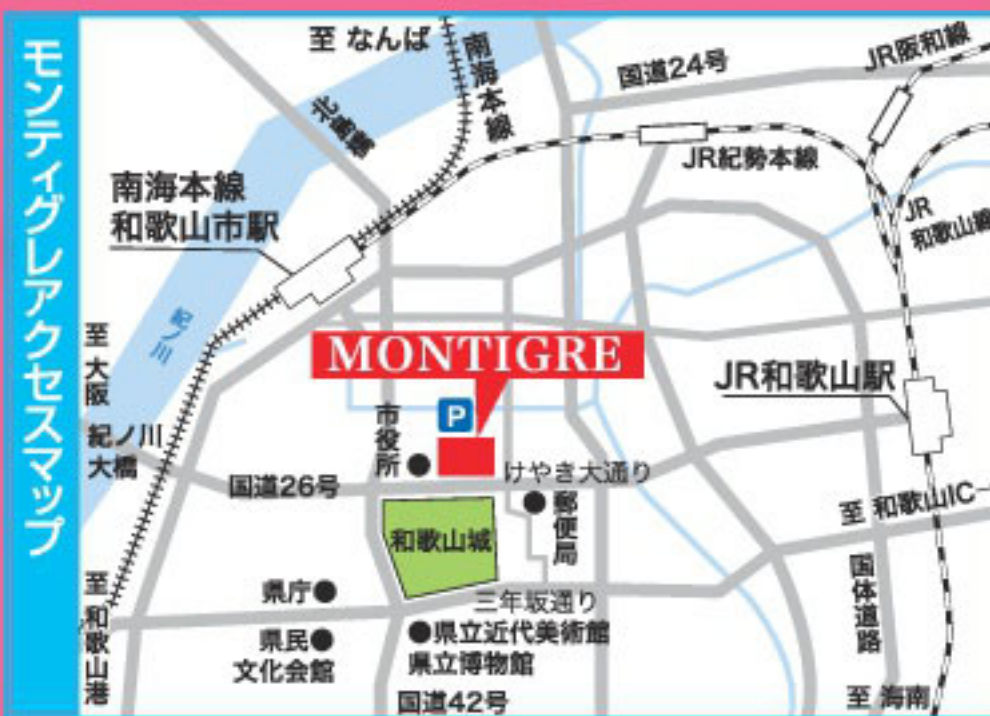 モンティグレアクセスマップ
至 なんば
南海本線
北島橋
国道24号
JR阪和線
JR紀勢本線
南海本線
和歌山市駅
JR
和歌山線
紀ノ川
MONTIGRE
至 大阪
JR和歌山駅
P
市役所
紀ノ川
大橋
国道26号
けやき大通り
郵便局
至 和歌山IC
和歌山城
県庁
三年坂通り
国体道路
至 和歌山港
県民
文化会館
県立近代美術館
県立博物館
国道42号
至 海南